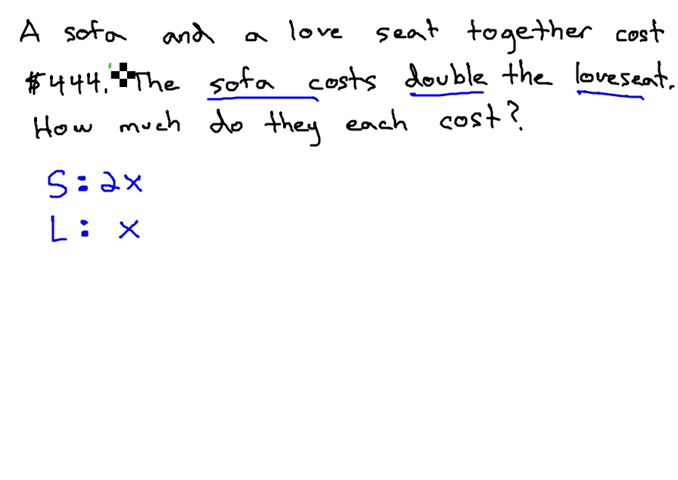 A sofa and a love seat together cost
$444. The sofa costs double the loveseat.
How much do they each cost?
S: 2x
L: x